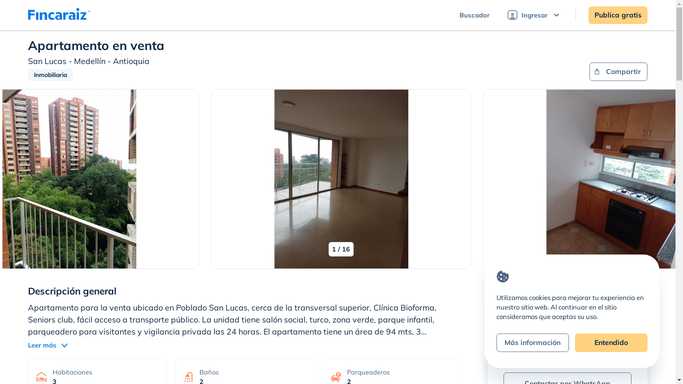 Fincaraiz
Buscador
Ingresar
Publica gratis
Apartamento en venta
San Lucas - Medellín - Antioquia
Inmobiliaria
Compartir
1 / 16
Descripción general
Apartamento para la venta ubicado en Poblado San Lucas, cerca de la transversal superior, Clínica Bioforma,
Seniors club, fácil acceso a transporte público. La unidad tiene salón social, turco, zona verde, parque infantil,
parqueadero para visitantes y vigilancia privada las 24 horas. El apartamento tiene un área de 94 mts, 3...
Leer más
Habitaciones
3
Baños
2
Parqueaderos
2
Utilizamos cookies para mejorar tu experiencia en
nuestro sitio web. Al continuar en el sitio
consideramos que aceptas su uso.
Más información
Entendido
Contactar por WhatsApp